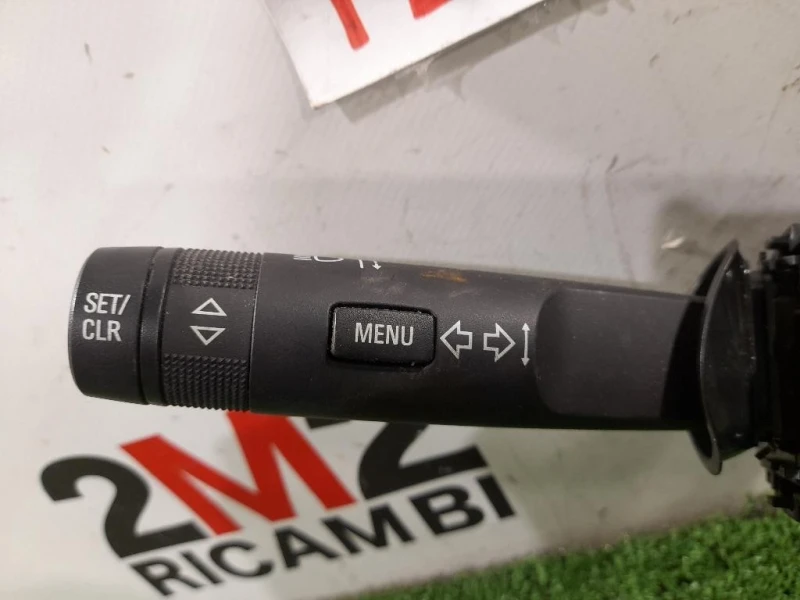 SET/
CLR
MENU
2M2
RICAMBI